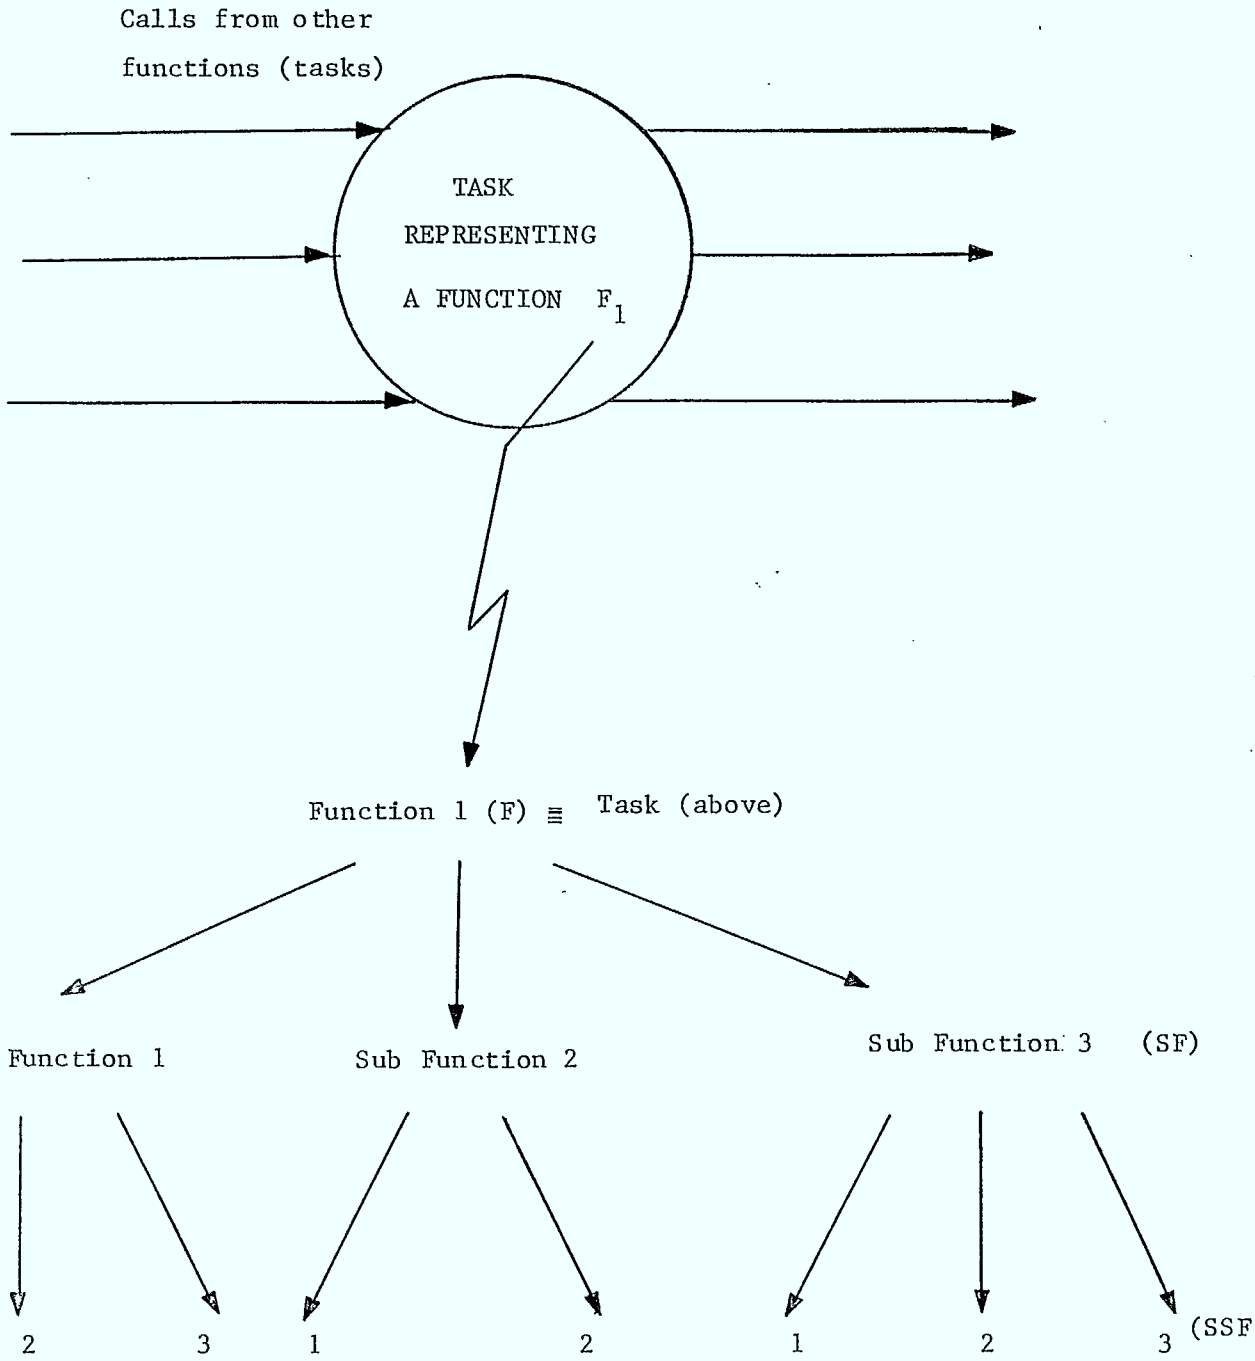 Calls from other
functions (tasks)
TASK
REPRESENTING
A FUNCTION F1
Function 1 (F) ≡ Task (above)
Function 1 Sub Function 2 Sub Function 3 (SF)
2 3 1 2 1 2 3 (SSF